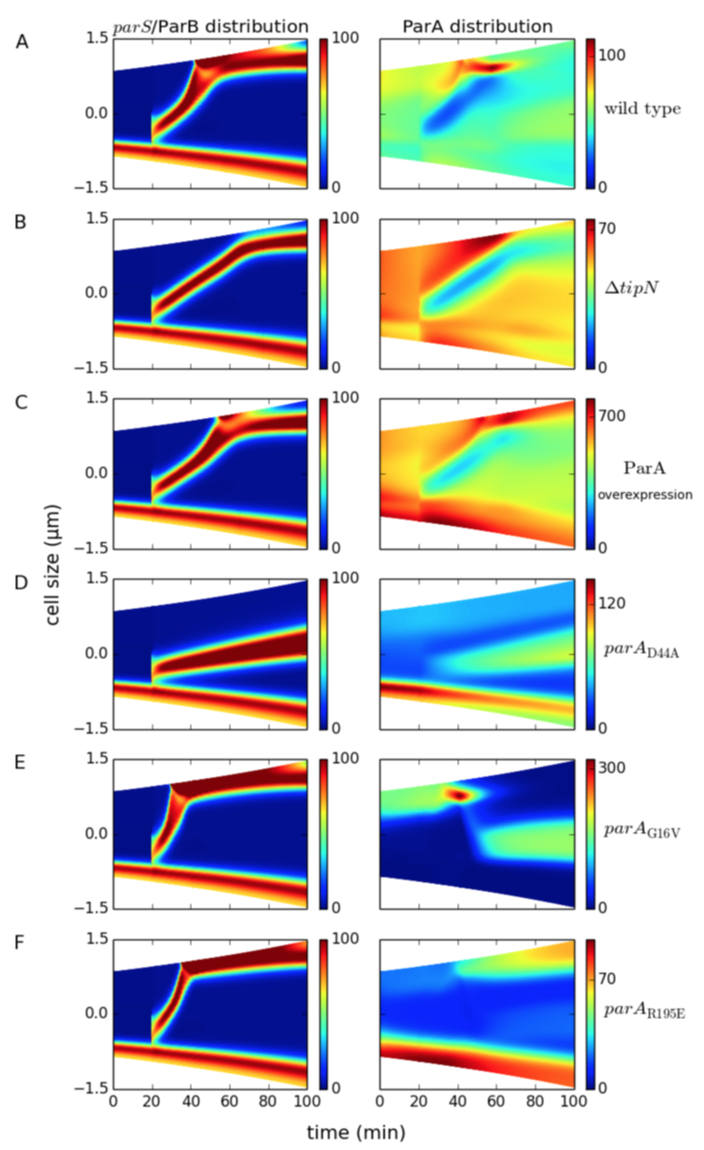 parS/ParB distribution ParA distribution
A 1.5 0.0 −1.5 100 0 100 0 wild type
B 1.5 0.0 −1.5 100 0 70 0 ΔtipN
C 1.5 0.0 −1.5 100 0 700 0 ParA
overexpression
cell size (μm)
D 1.5 0.0 −1.5 100 0 120 0 parA_D44A
E 1.5 0.0 −1.5 100 0 300 0 parA_G16V
F 1.5 0.0 −1.5 100 0 70 0 parA_R195E
0 20 40 60 80 100 0 20 40 60 80 100
time (min)